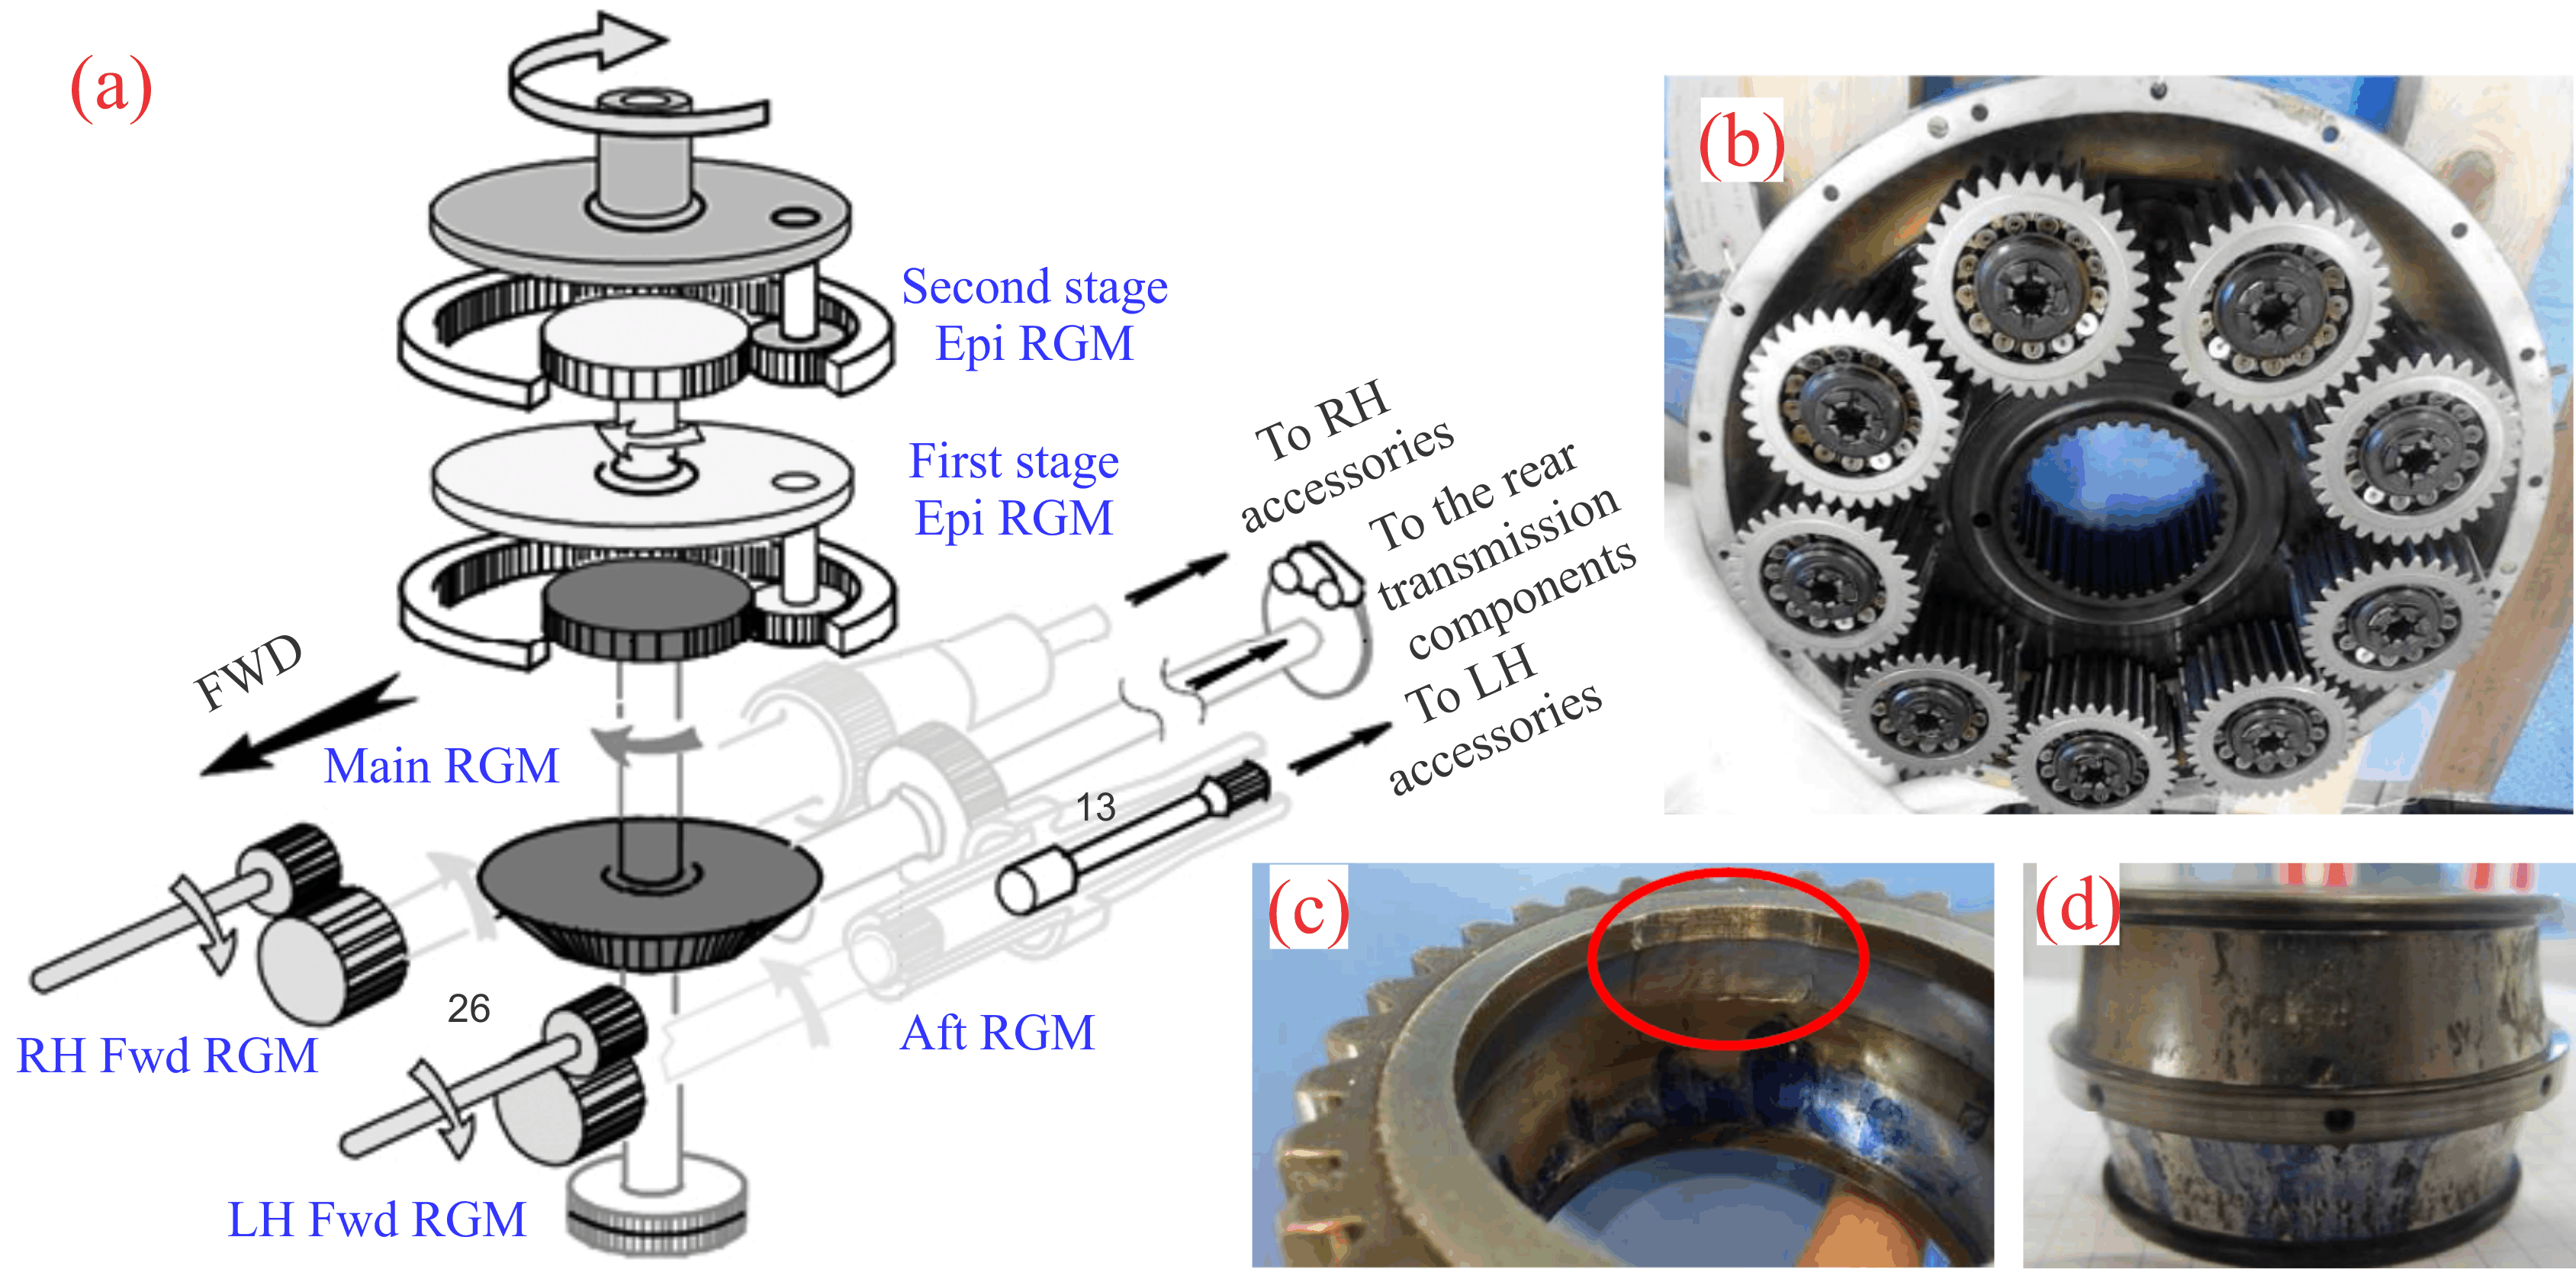 (a)
Second stage
Epi RGM
First stage
Epi RGM
To RH
accessories
To the rear
transmission
components
To LH
accessories
FWD
Main RGM
13
26
RH Fwd RGM
Aft RGM
LH Fwd RGM
(b)
(c)
(d)